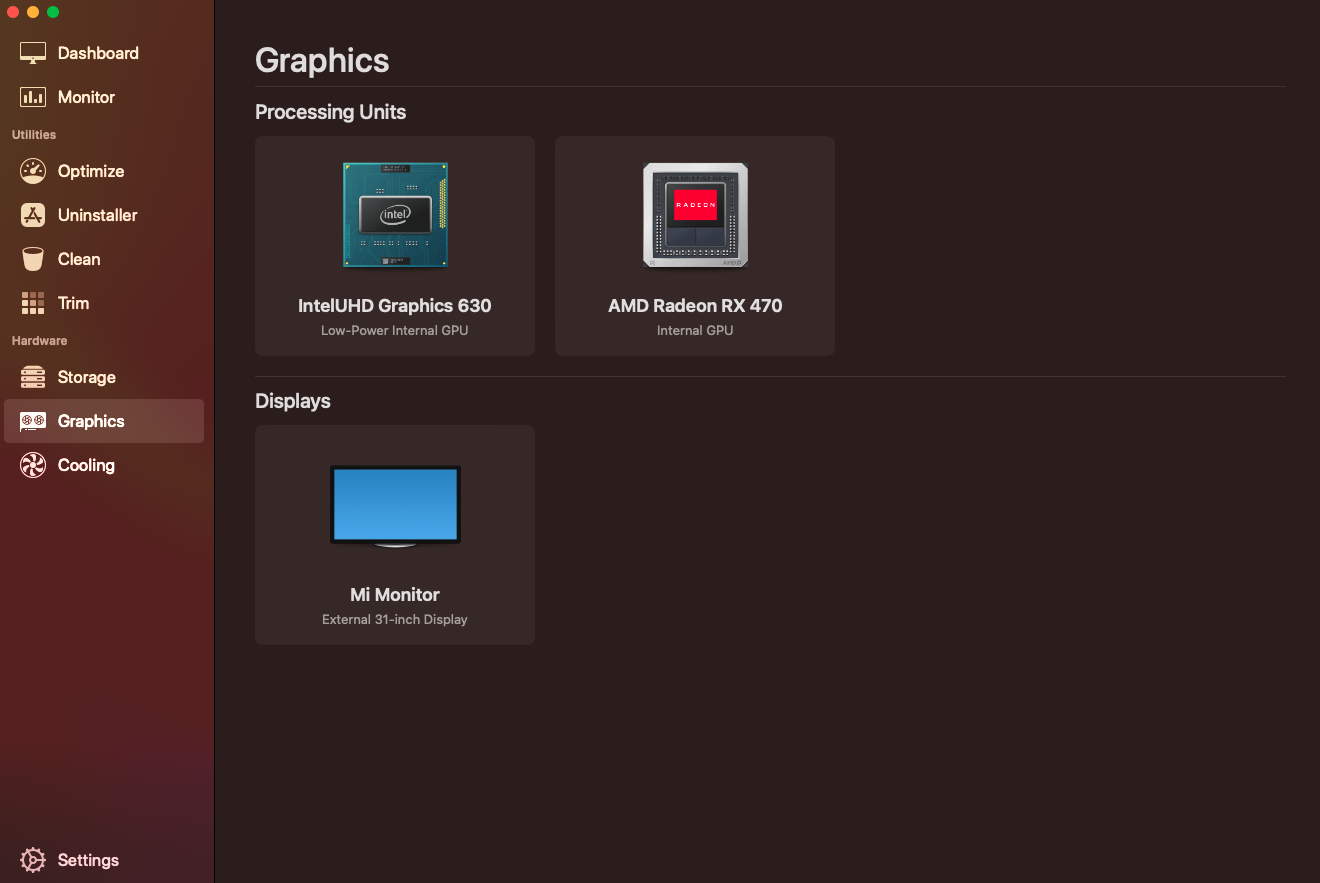 Dashboard
Monitor
Utilities
Optimize
Uninstaller
Clean
Trim
Hardware
Storage
Graphics
Cooling
Settings
Graphics
Processing Units
intel
RADEON
AMD
IntelUHD Graphics 630
Low-Power Internal GPU
AMD Radeon RX 470
Internal GPU
Displays
Mi Monitor
External 31-inch Display